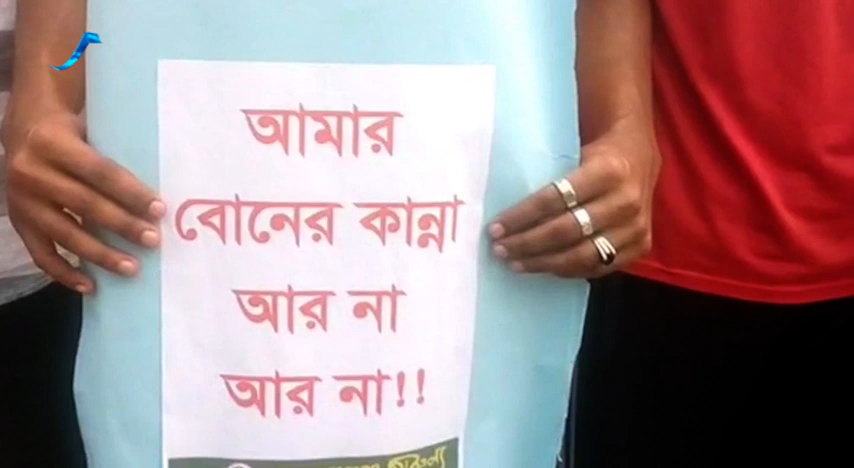 আমার
বোনের কান্না
আর না
আর না!!